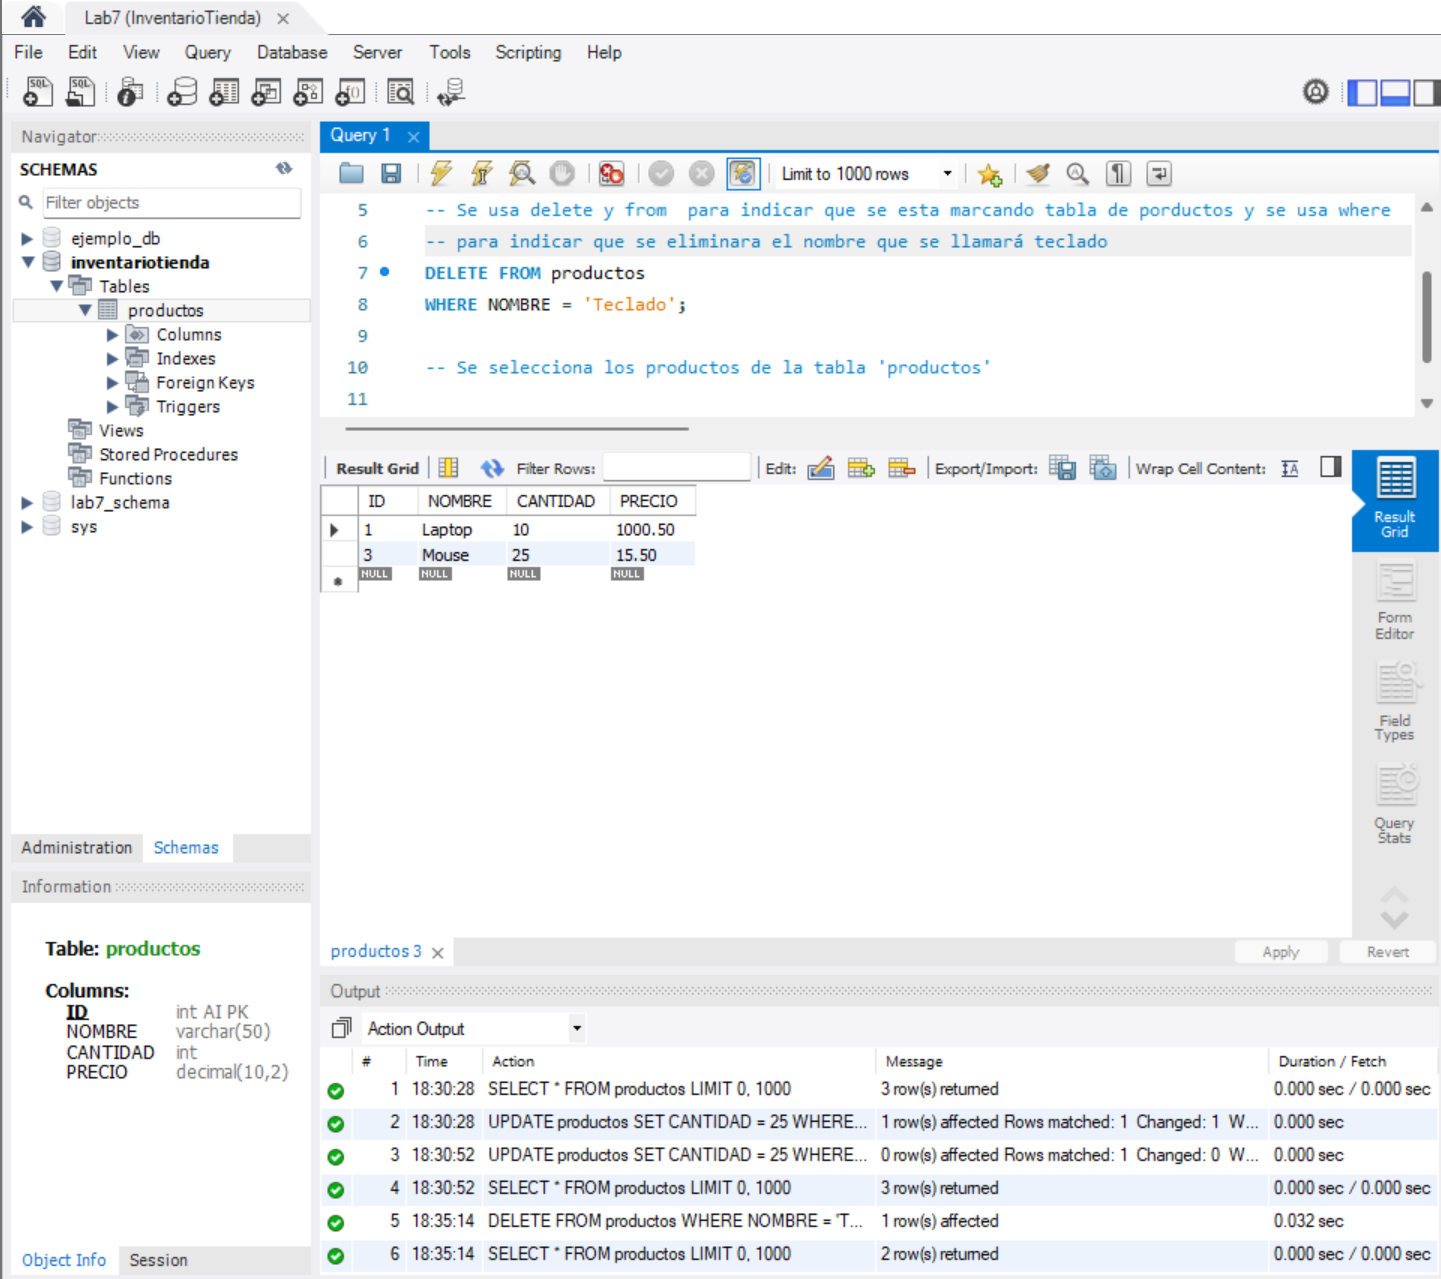 Lab7 (InventarioTienda)
File Edit View Query Database Server Tools Scripting Help
Navigator
SCHEMAS
Filter objects
ejemplo_db
inventariotienda
Tables
productos
Columns
Indexes
Foreign Keys
Triggers
Views
Stored Procedures
Functions
lab7_schema
sys
Administration Schemas
Information
Table: productos
Columns:
ID int AI PK
NOMBRE varchar(50)
CANTIDAD int
PRECIO decimal(10,2)
Object Info Session
Query 1
Limit to 1000 rows
5 -- Se usa delete y from  para indicar que se esta marcando tabla de porductos y se usa where
6 -- para indicar que se eliminara el nombre que se llamará teclado
7 DELETE FROM productos
8 WHERE NOMBRE = 'Teclado';
9
10 -- Se selecciona los productos de la tabla 'productos'
11
Result Grid Filter Rows: Edit: Export/Import: Wrap Cell Content:
ID NOMBRE CANTIDAD PRECIO
1 Laptop 10 1000.50
3 Mouse 25 15.50
NULL NULL NULL NULL
Result
Grid
Form
Editor
Field
Types
Query
Stats
productos 3 Apply Revert
Output
Action Output
# Time Action Message Duration / Fetch
1 18:30:28 SELECT * FROM productos LIMIT 0, 1000 3 row(s) returned 0.000 sec / 0.000 sec
2 18:30:28 UPDATE productos SET CANTIDAD = 25 WHERE... 1 row(s) affected Rows matched: 1  Changed: 1  W... 0.000 sec
3 18:30:52 UPDATE productos SET CANTIDAD = 25 WHERE... 0 row(s) affected Rows matched: 1  Changed: 0  W... 0.000 sec
4 18:30:52 SELECT * FROM productos LIMIT 0, 1000 3 row(s) returned 0.000 sec / 0.000 sec
5 18:35:14 DELETE FROM productos WHERE NOMBRE = 'T... 1 row(s) affected 0.032 sec
6 18:35:14 SELECT * FROM productos LIMIT 0, 1000 2 row(s) returned 0.000 sec / 0.000 sec